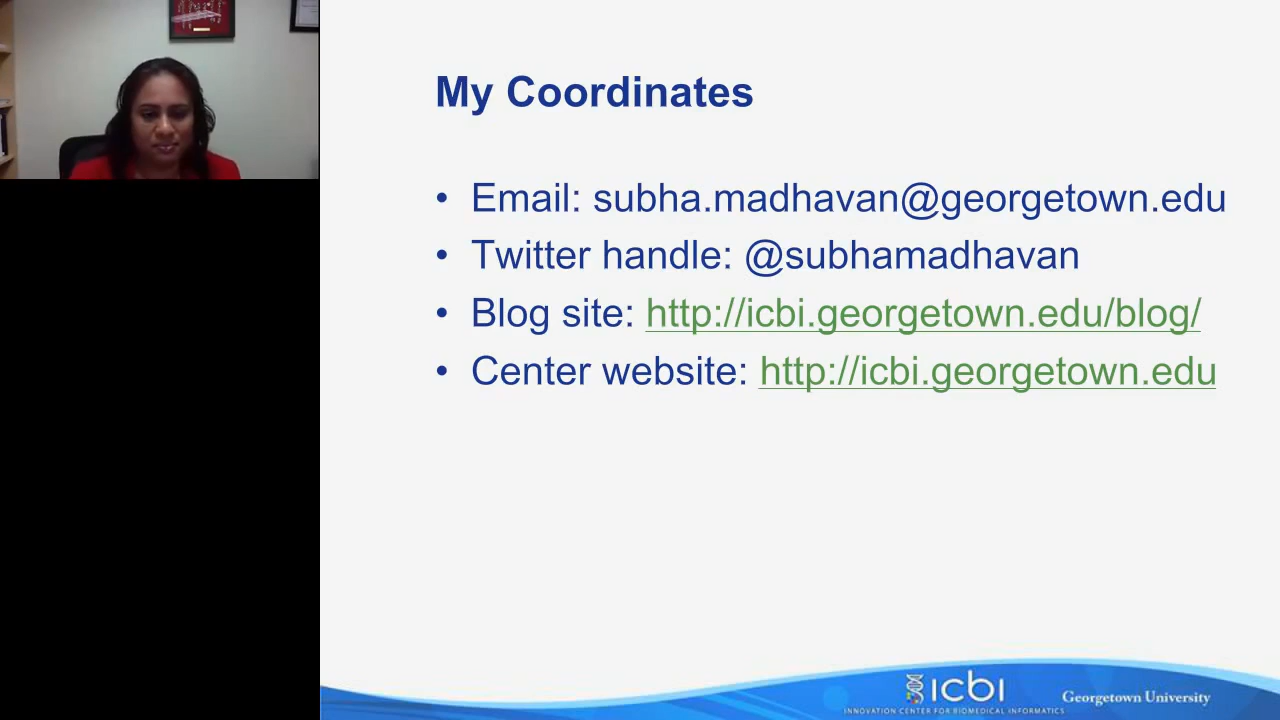 My Coordinates
• Email: subha.madhavan@georgetown.edu
• Twitter handle: @subhamadhavan
• Blog site: http://icbi.georgetown.edu/blog/
• Center website: http://icbi.georgetown.edu
icbi
INNOVATION CENTER FOR BIOMEDICAL INFORMATICS
Georgetown University